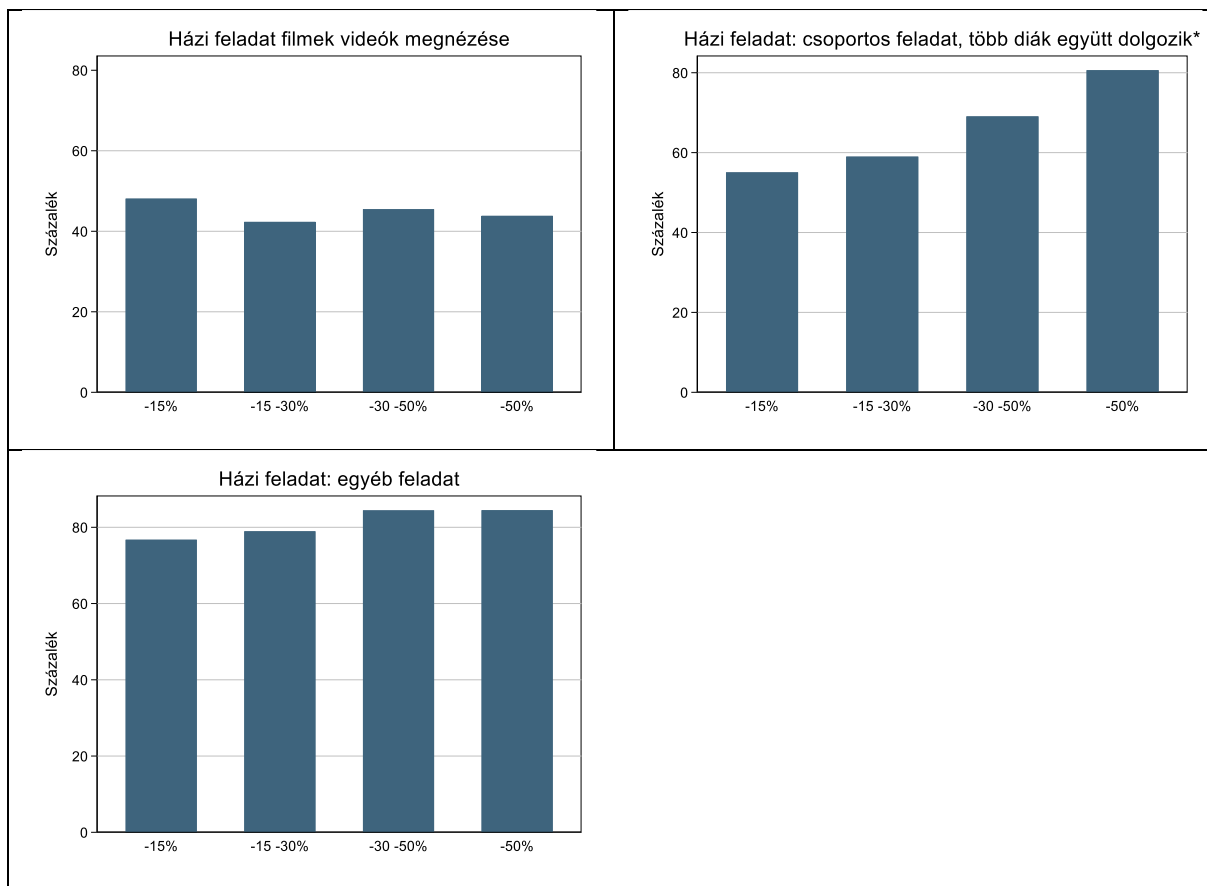 Házi feladat filmek videók megnézése
80
60
40
20
0
Százalék
-15% -15 -30% -30 -50% -50%
Házi feladat: csoportos feladat, több diák együtt dolgozik*
80
60
40
20
0
Százalék
-15% -15 -30% -30 -50% -50%
Házi feladat: egyéb feladat
80
60
40
20
0
Százalék
-15% -15 -30% -30 -50% -50%